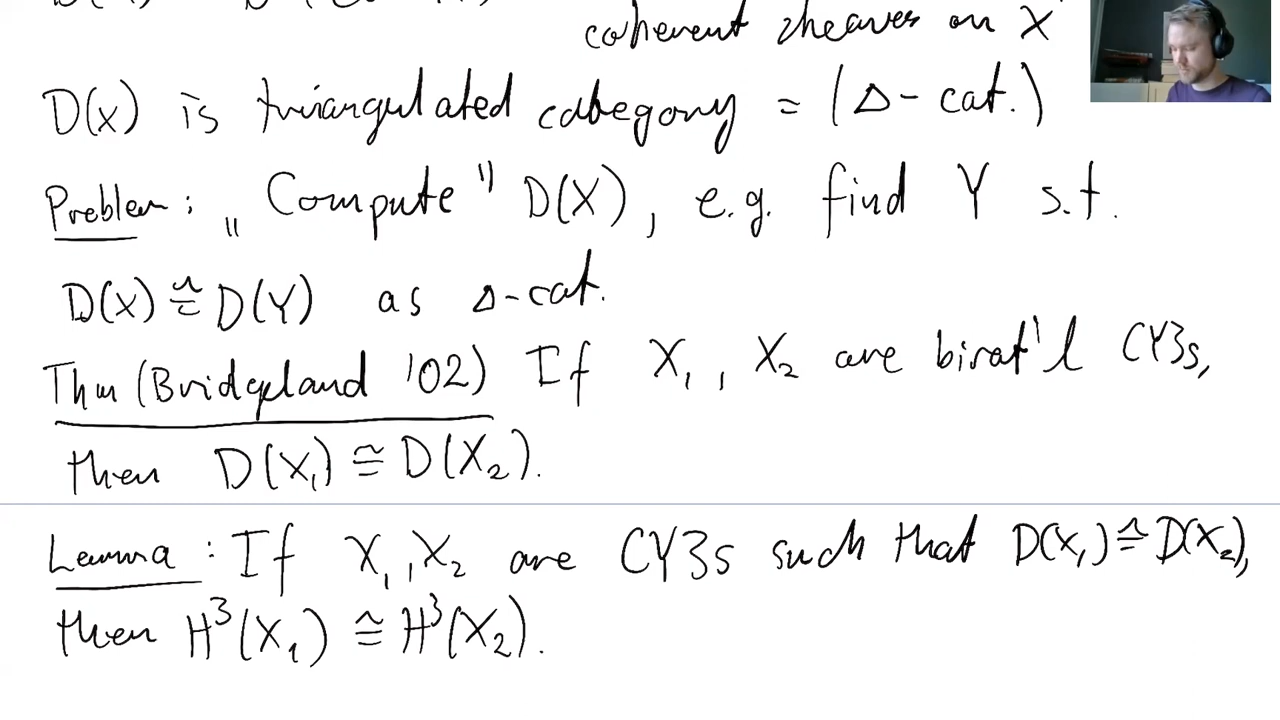 coherent sheaves on X
D(X) is triangulated category = (Δ-cat.)
Problem: „Compute" D(X), e.g. find Y s.t.
D(X) ≅ D(Y) as Δ-cat.
Thm (Bridgeland '02) If X₁, X₂ are birat'l CY3s,
then D(X₁) ≅ D(X₂).
Lemma: If X₁, X₂ are CY3s such that D(X₁) ≅ D(X₂),
then H³(X₁) ≅ H³(X₂).